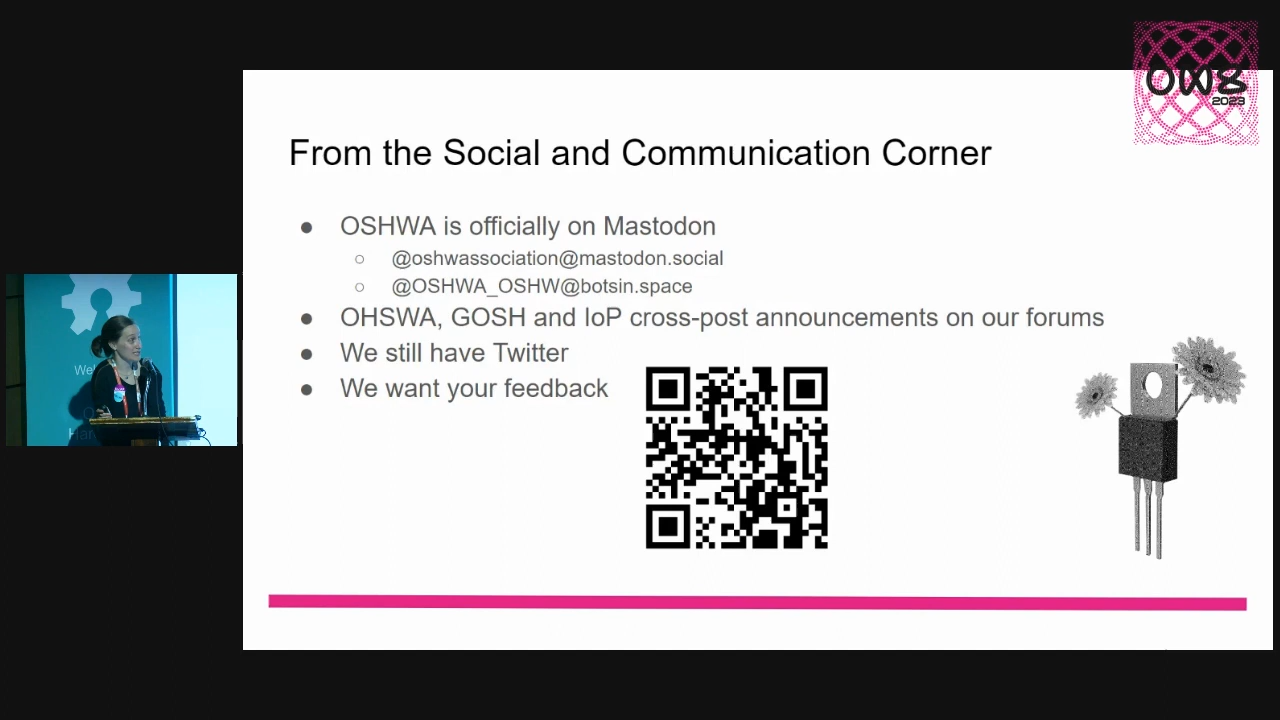 OW8
2023
From the Social and Communication Corner
● OSHWA is officially on Mastodon
○ @oshwassociation@mastodon.social
○ @OSHWA_OSHW@botsin.space
● OHSWA, GOSH and IoP cross-post announcements on our forums
● We still have Twitter
● We want your feedback